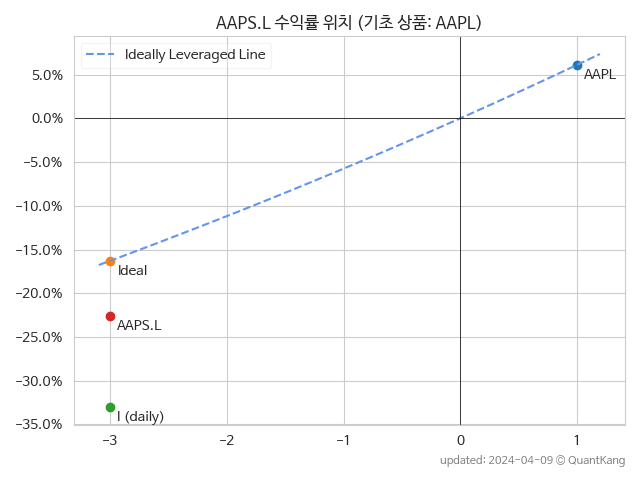 AAPS.L 수익률 위치 (기초 상품: AAPL)
Ideally Leveraged Line
5.0%
0.0%
−5.0%
−10.0%
−15.0%
−20.0%
−25.0%
−30.0%
−35.0%
AAPL
Ideal
AAPS.L
I (daily)
−3
−2
−1
0
1
updated: 2024-04-09 © QuantKang